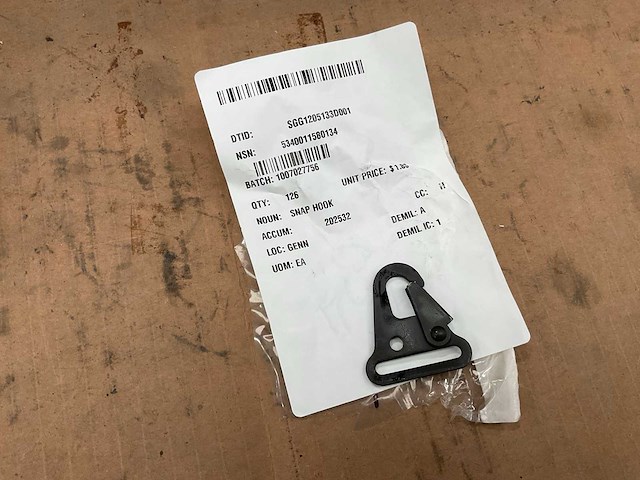 DTID: SGG1205133D001
NSN: 5340011580134
BATCH: 1007027756
QTY: 126 UNIT PRICE:
NOUN: SNAP HOOK CC:
ACCUM: 202532 DEMIL: A
LOC: GENN DEMIL IC: 1
UOM: EA